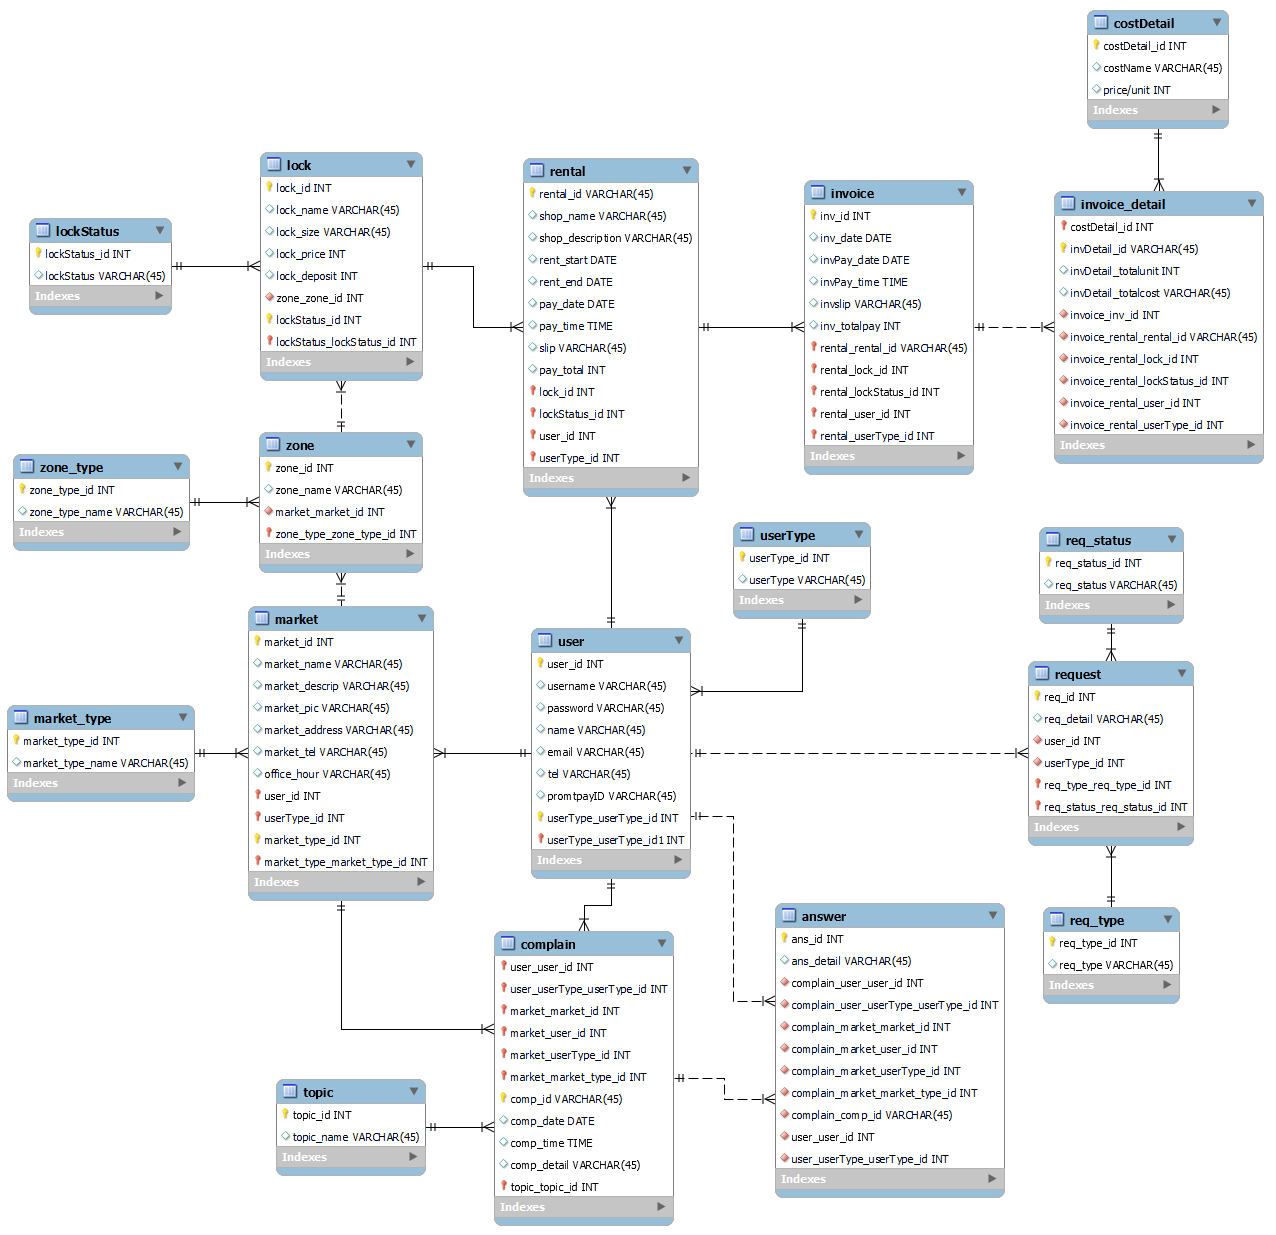 costDetail
costDetail_id INT
costName VARCHAR(45)
price/unit INT
Indexes
lock
lock_id INT
lock_name VARCHAR(45)
lock_size VARCHAR(45)
lock_price INT
lock_deposit INT
zone_zone_id INT
lockStatus_id INT
lockStatus_lockStatus_id INT
Indexes
rental
rental_id VARCHAR(45)
shop_name VARCHAR(45)
shop_description VARCHAR(45)
rent_start DATE
rent_end DATE
pay_date DATE
pay_time TIME
slip VARCHAR(45)
pay_total INT
lock_id INT
lockStatus_id INT
user_id INT
userType_id INT
Indexes
invoice
inv_id INT
inv_date DATE
invPay_date DATE
invPay_time TIME
invslip VARCHAR(45)
inv_totalpay INT
rental_rental_id VARCHAR(45)
rental_lock_id INT
rental_lockStatus_id INT
rental_user_id INT
rental_userType_id INT
Indexes
invoice_detail
costDetail_id INT
invDetail_id VARCHAR(45)
invDetail_totalunit INT
invDetail_totalcost VARCHAR(45)
invoice_inv_id INT
invoice_rental_rental_id VARCHAR(45)
invoice_rental_lock_id INT
invoice_rental_lockStatus_id INT
invoice_rental_user_id INT
invoice_rental_userType_id INT
Indexes
lockStatus
lockStatus_id INT
lockStatus VARCHAR(45)
Indexes
zone
zone_id INT
zone_name VARCHAR(45)
market_market_id INT
zone_type_zone_type_id INT
Indexes
zone_type
zone_type_id INT
zone_type_name VARCHAR(45)
Indexes
userType
userType_id INT
userType VARCHAR(45)
Indexes
req_status
req_status_id INT
req_status VARCHAR(45)
Indexes
market
market_id INT
market_name VARCHAR(45)
market_descrip VARCHAR(45)
market_pic VARCHAR(45)
market_address VARCHAR(45)
market_tel VARCHAR(45)
office_hour VARCHAR(45)
user_id INT
userType_id INT
market_type_id INT
market_type_market_type_id INT
Indexes
user
user_id INT
username VARCHAR(45)
password VARCHAR(45)
name VARCHAR(45)
email VARCHAR(45)
tel VARCHAR(45)
promtpayID VARCHAR(45)
userType_userType_id INT
userType_userType_id1 INT
Indexes
request
req_id INT
req_detail VARCHAR(45)
user_id INT
userType_id INT
req_type_req_type_id INT
req_status_req_status_id INT
Indexes
market_type
market_type_id INT
market_type_name VARCHAR(45)
Indexes
complain
user_user_id INT
user_userType_userType_id INT
market_market_id INT
market_user_id INT
market_userType_id INT
market_market_type_id INT
comp_id VARCHAR(45)
comp_date DATE
comp_time TIME
comp_detail VARCHAR(45)
topic_topic_id INT
Indexes
answer
ans_id INT
ans_detail VARCHAR(45)
complain_user_user_id INT
complain_user_userType_userType_id INT
complain_market_market_id INT
complain_market_user_id INT
complain_market_userType_id INT
complain_market_market_type_id INT
complain_comp_id VARCHAR(45)
user_user_id INT
user_userType_userType_id INT
Indexes
req_type
req_type_id INT
req_type VARCHAR(45)
Indexes
topic
topic_id INT
topic_name VARCHAR(45)
Indexes